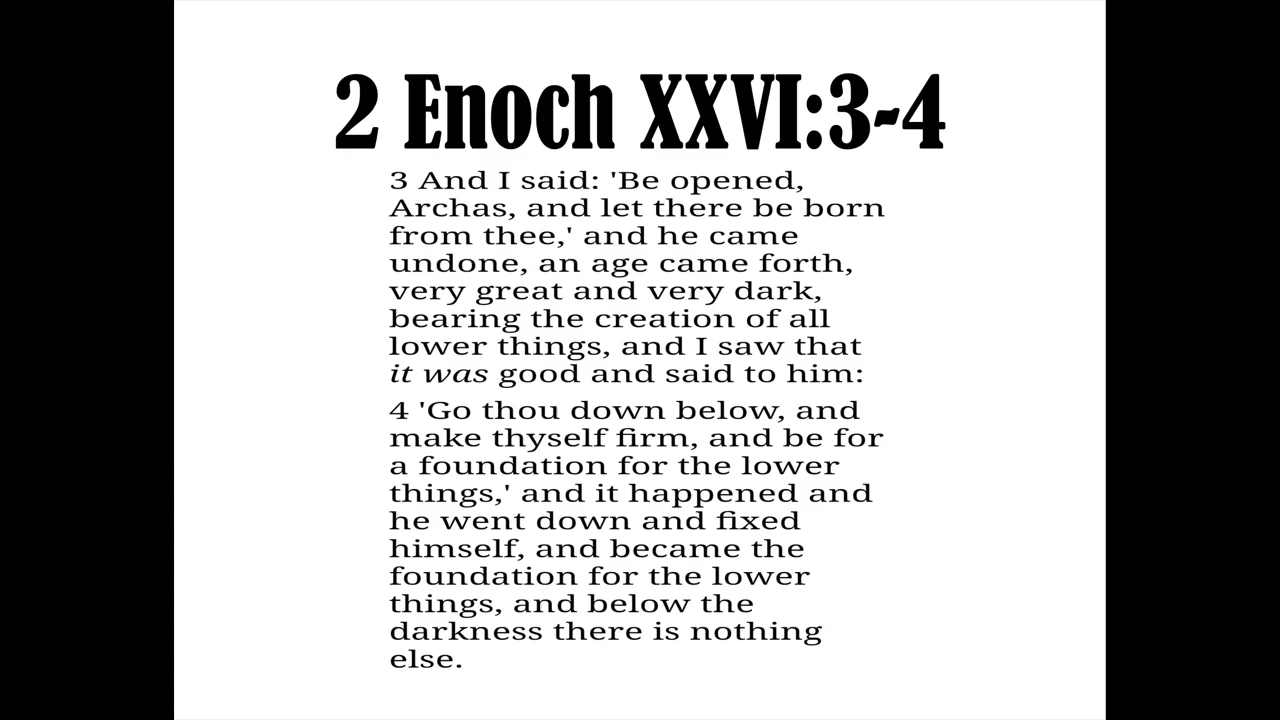 2 Enoch XXVI:3-4
3 And I said: 'Be opened,
Archas, and let there be born
from thee,' and he came
undone, an age came forth,
very great and very dark,
bearing the creation of all
lower things, and I saw that
it was good and said to him:
4 'Go thou down below, and
make thyself firm, and be for
a foundation for the lower
things,' and it happened and
he went down and fixed
himself, and became the
foundation for the lower
things, and below the
darkness there is nothing
else.